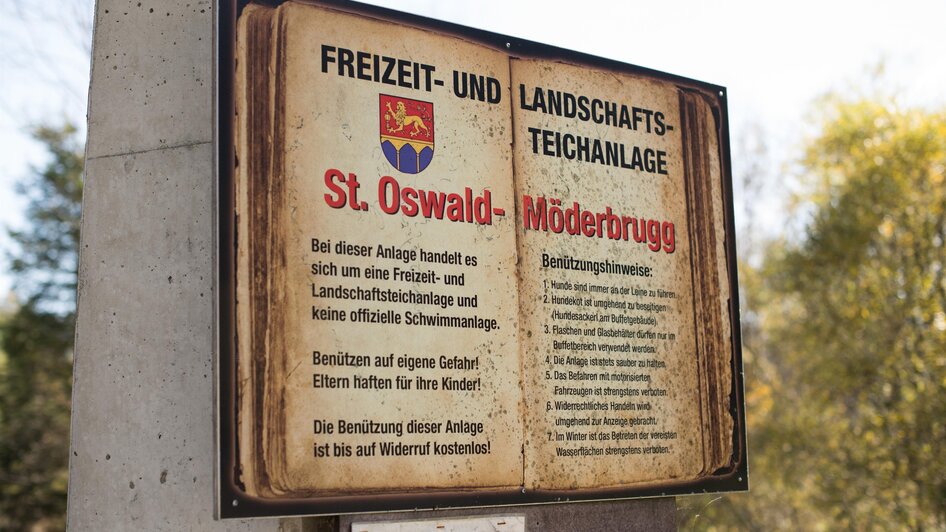 FREIZEIT- UND LANDSCHAFTS-
TEICHANLAGE
St. Oswald- Möderbrugg
Bei dieser Anlage handelt es
sich um eine Freizeit- und
Landschaftsteichanlage und
keine offizielle Schwimmanlage.
Benützen auf eigene Gefahr!
Eltern haften für ihre Kinder!
Die Benützung dieser Anlage
ist bis auf Widerruf kostenlos!
Benützungshinweise:
1. Hunde sind immer an der Leine zu führen.
2. Hundekot ist umgehend zu beseitigen
(Hundesackerl am Buffetgebäude).
3. Flaschen und Glasbehälter dürfen nur im
Buffetbereich verwendet werden.
4. Die Anlage ist stets sauber zu halten.
5. Das Befahren mit motorisierten
Fahrzeugen ist strengstens verboten.
6. Widerrechtliches Handeln wird
umgehend zur Anzeige gebracht.
7. Im Winter ist das Betreten der vereisten
Wasserflächen strengstens verboten.